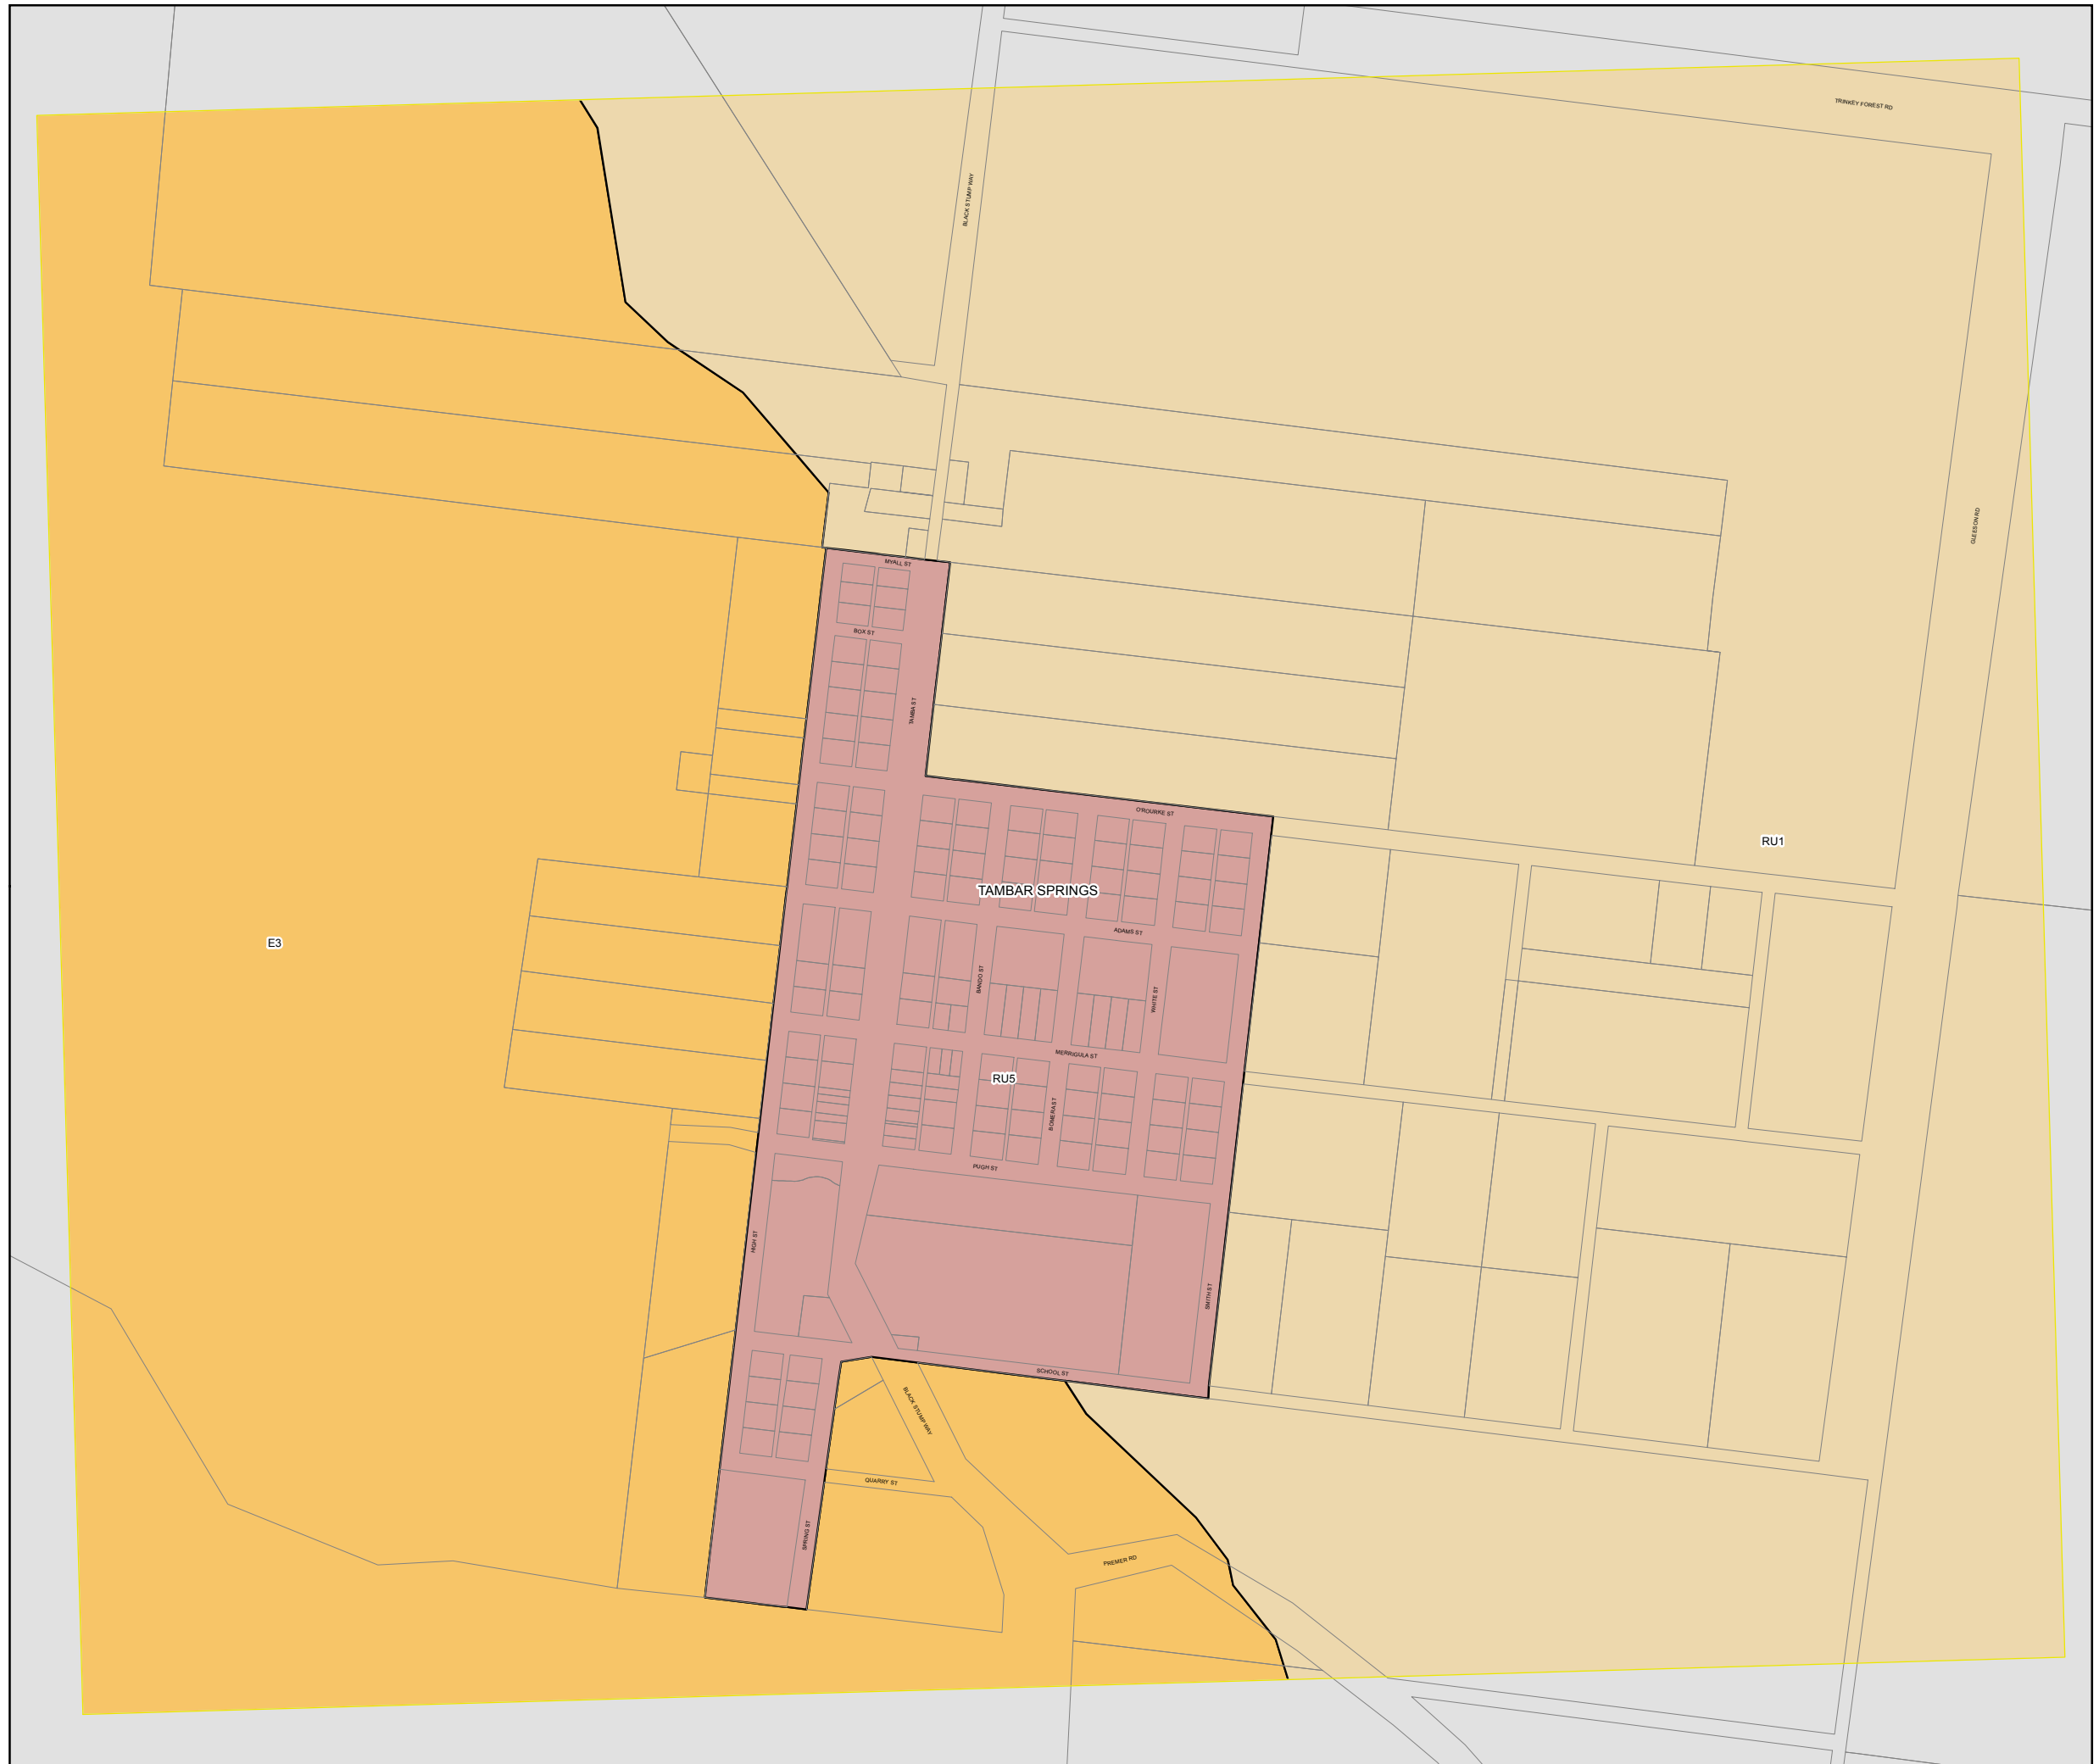 TRINKEY FOREST RD
BLACK STUMP WAY
GLEESON RD
MYALL ST
BOX ST
TAMBA ST
O'ROURKE ST
RU1
TAMBAR SPRINGS
ADAMS ST
E3
BANDO ST
WHITE ST
MERRIGULA ST
RU5
BOMERA ST
PUGH ST
HIGH ST
SMITH ST
SCHOOL ST
BLACK STUMP WAY
QUARRY ST
SPRING ST
PREMER RD